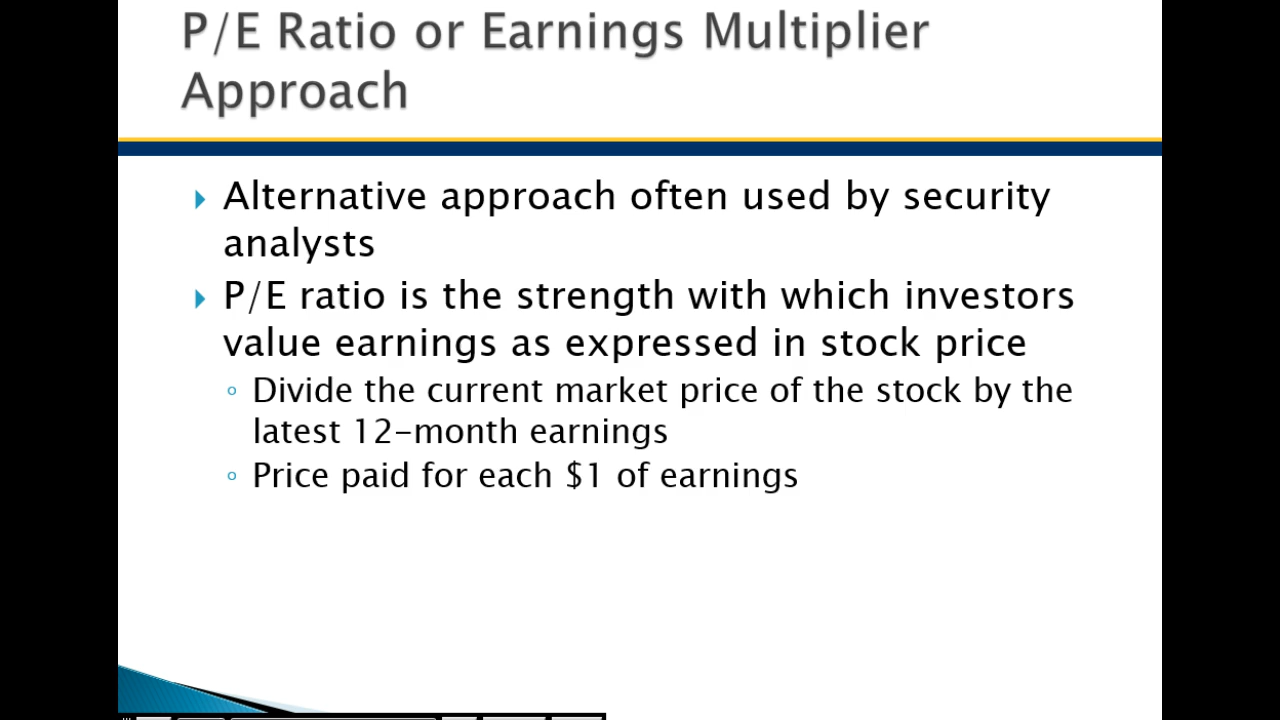 P/E Ratio or Earnings Multiplier
Approach
Alternative approach often used by security
analysts
P/E ratio is the strength with which investors
value earnings as expressed in stock price
Divide the current market price of the stock by the
latest 12-month earnings
Price paid for each $1 of earnings